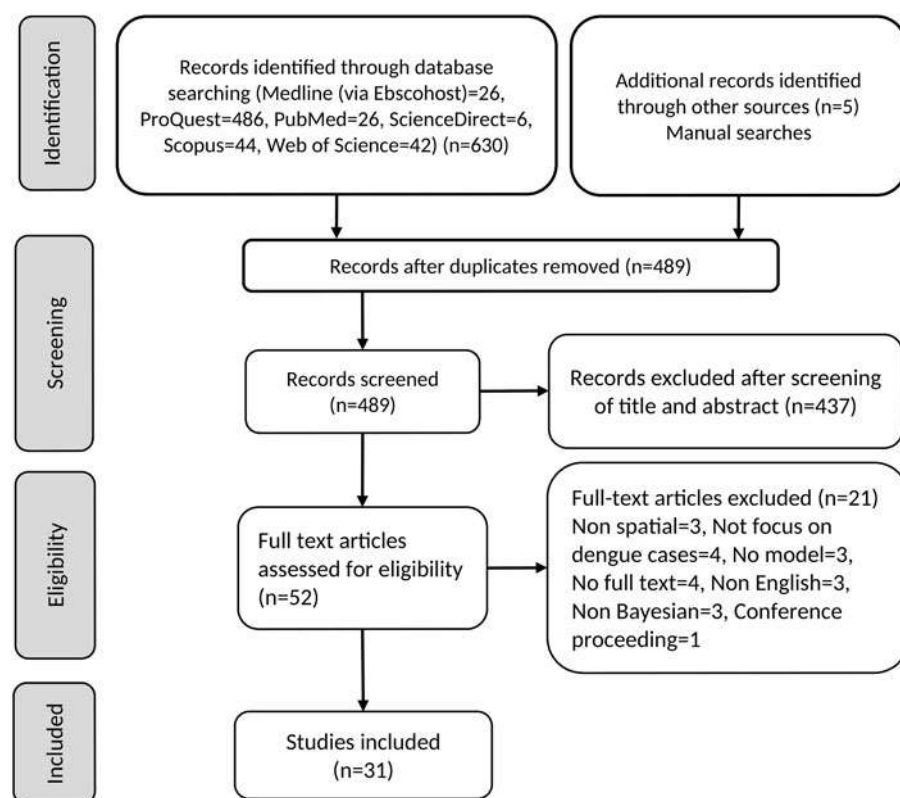 Identification
Records identified through database
searching (Medline (via Ebscohost)=26,
ProQuest=486, PubMed=26, ScienceDirect=6,
Scopus=44, Web of Science=42) (n=630)
Additional records identified
through other sources (n=5)
Manual searches
Screening
Records after duplicates removed (n=489)
Records screened
(n=489)
Records excluded after screening
of title and abstract (n=437)
Eligibility
Full text articles
assessed for eligibility
(n=52)
Full-text articles excluded (n=21)
Non spatial=3, Not focus on
dengue cases=4, No model=3,
No full text=4, Non English=3,
Non Bayesian=3, Conference
proceeding=1
Included
Studies included
(n=31)